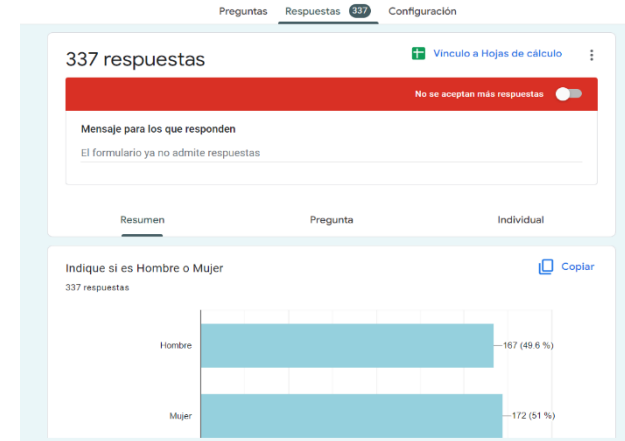 Preguntas Respuestas 337 Configuración
337 respuestas Vínculo a Hojas de cálculo
No se aceptan más respuestas
Mensaje para los que responden
El formulario ya no admite respuestas
Resumen Pregunta Individual
Indique si es Hombre o Mujer Copiar
337 respuestas
Hombre 167 (49.6 %)
Mujer 172 (51 %)